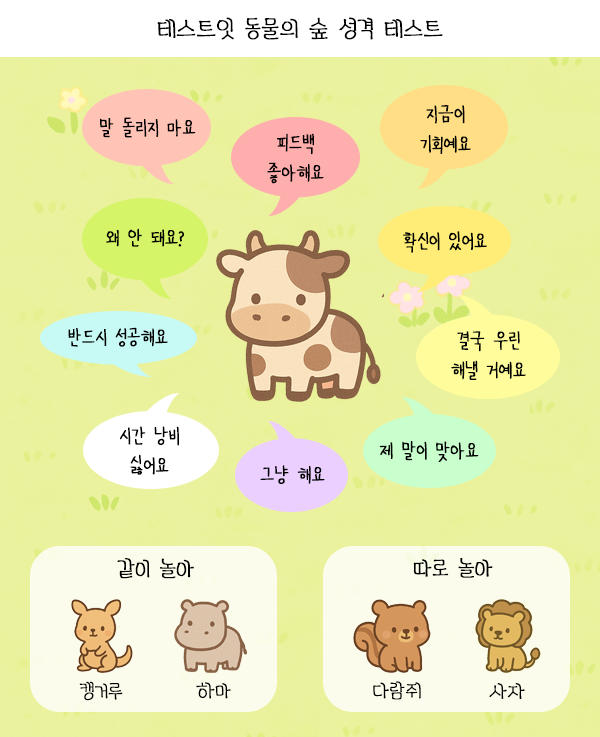 테스트잇 동물의 숲 성격 테스트
말 돌리지 마요
피드백
좋아해요
지금이
기회예요
왜 안 돼요?
확신이 있어요
반드시 성공해요
결국 우린
해낼 거예요
시간 낭비
싫어요
그냥 해요
제 말이 맞아요
같이 놀아
캥거루
하마
따로 놀아
다람쥐
사자